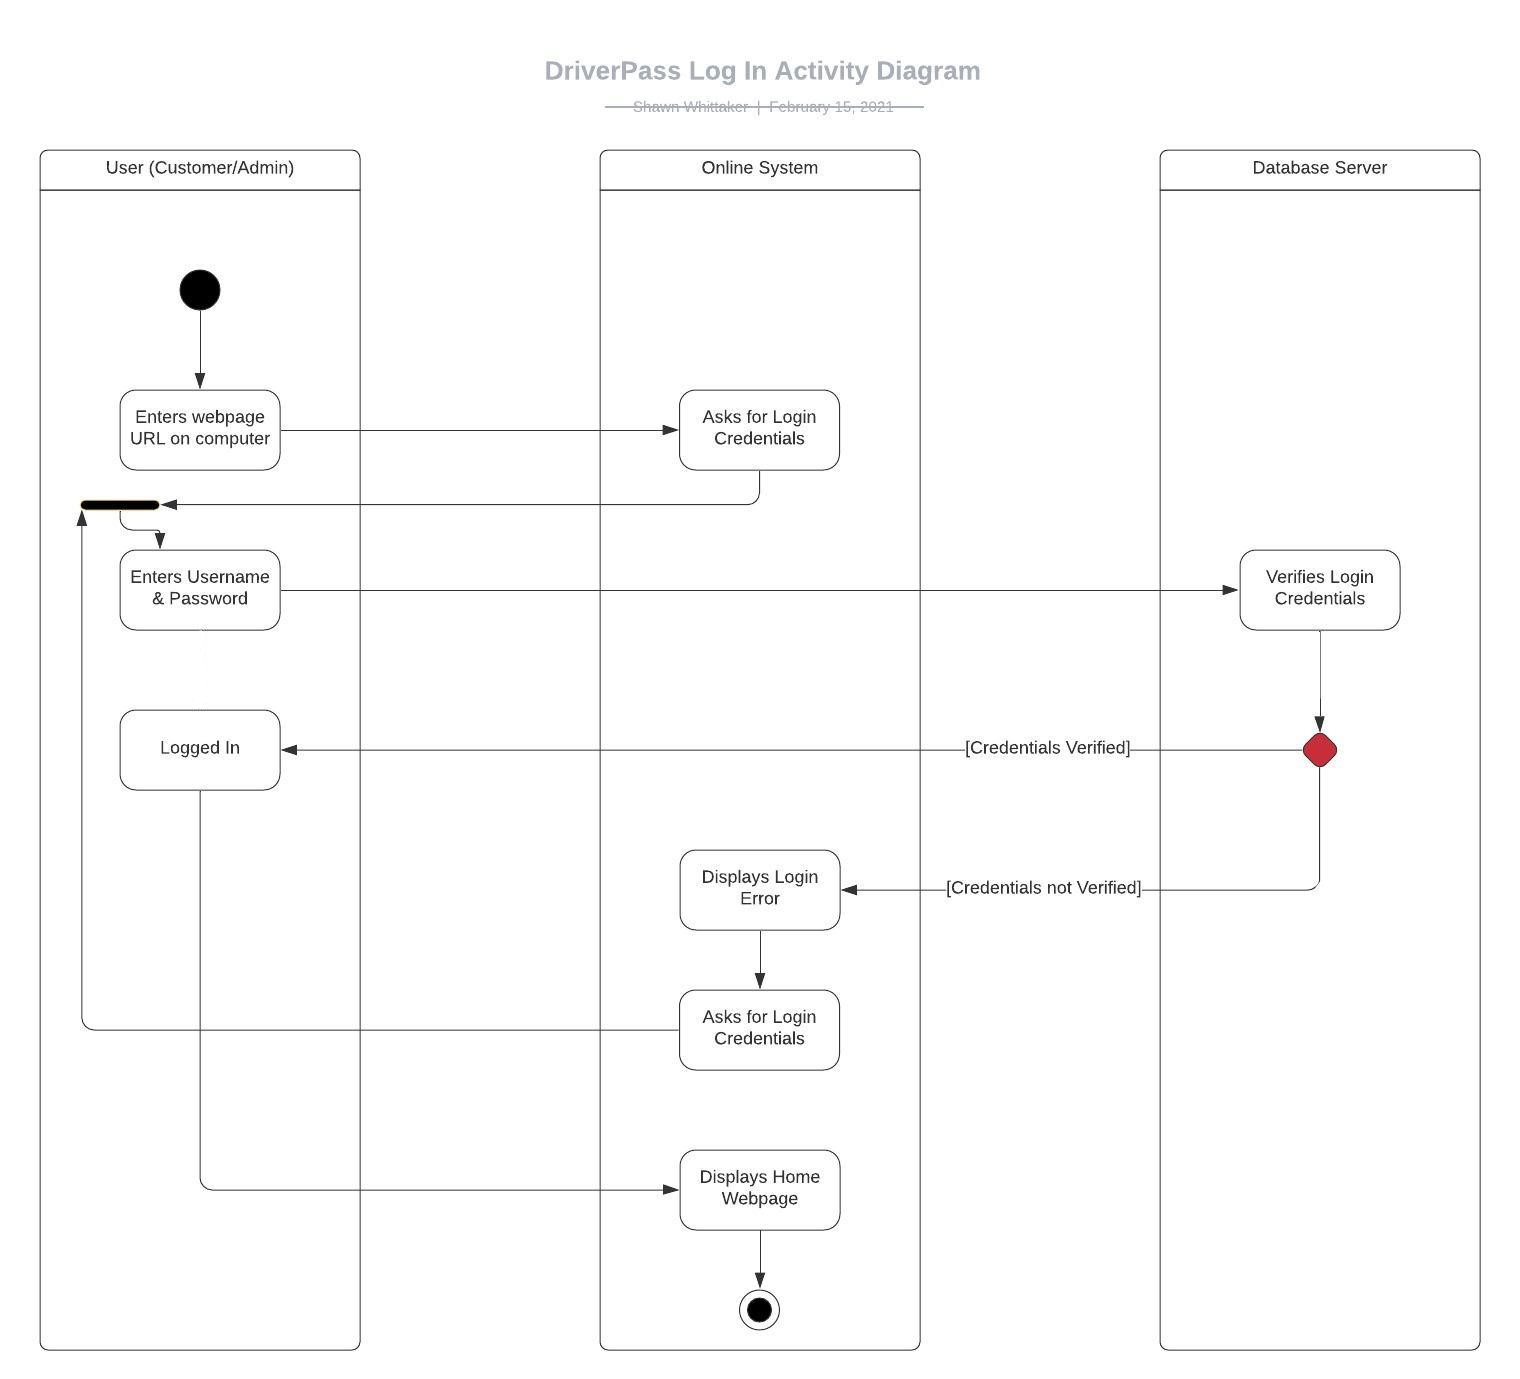 DriverPass Log In Activity Diagram
Shawn Whittaker | February 15, 2021
User (Customer/Admin)
Online System
Database Server
Enters webpage
URL on computer
Asks for Login
Credentials
Enters Username
& Password
Verifies Login
Credentials
Logged In
[Credentials Verified]
Displays Login
Error
[Credentials not Verified]
Asks for Login
Credentials
Displays Home
Webpage